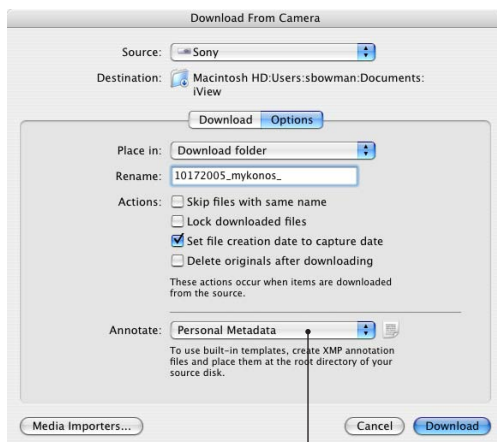 Download From Camera
Source: Sony
Destination: Macintosh HD:Users:sbowman:Documents:
iView
Download Options
Place in: Download folder
Rename: 10172005_mykonos_
Actions: Skip files with same name
Lock downloaded files
Set file creation date to capture date
Delete originals after downloading
These actions occur when items are downloaded
from the source.
Annotate: Personal Metadata
To use built-in templates, create XMP annotation
files and place them at the root directory of your
source disk.
Media Importers... Cancel Download